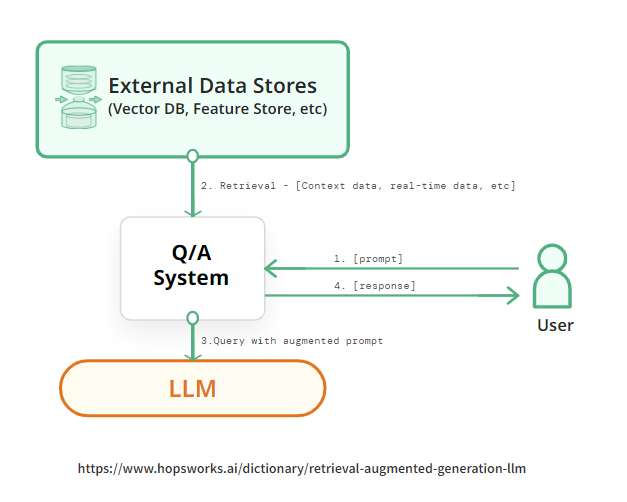 External Data Stores
(Vector DB, Feature Store, etc)
2. Retrieval - [Context data, real-time data, etc]
Q/A
System
1. [prompt]
4. [response]
User
3.Query with augmented prompt
LLM
https://www.hopsworks.ai/dictionary/retrieval-augmented-generation-llm